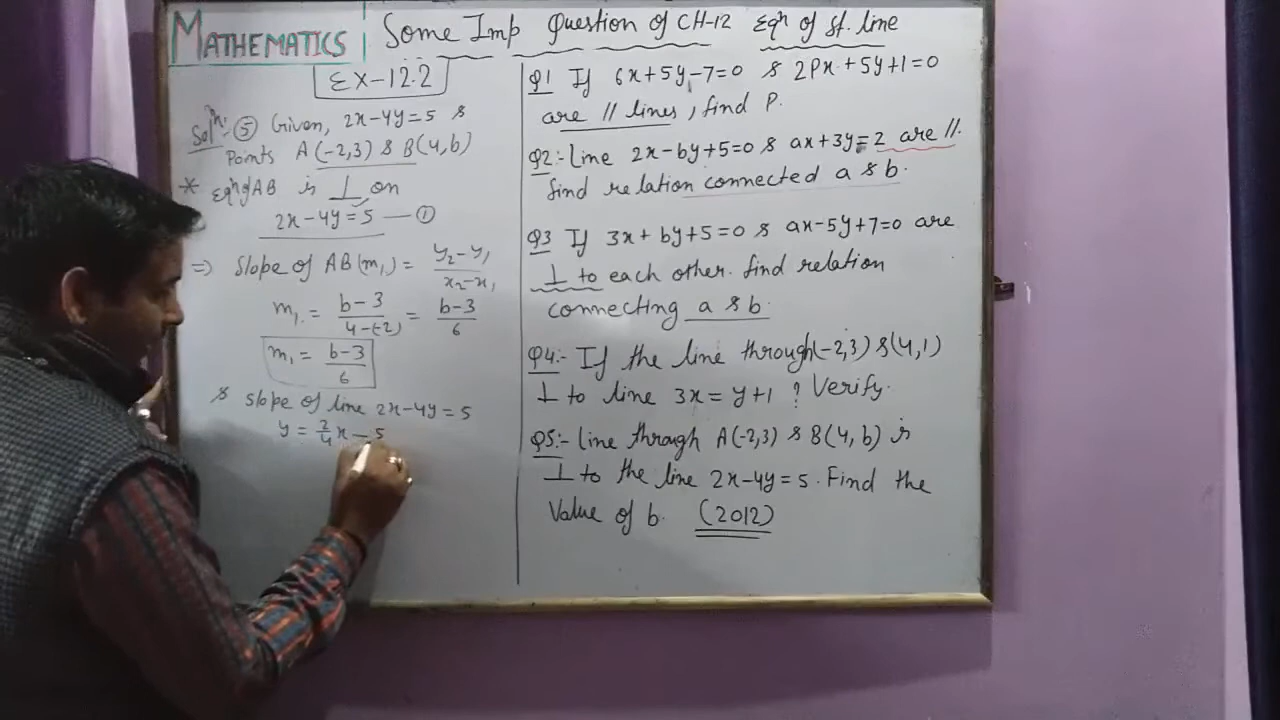 MATHEMATICS
Some Imp Question of CH-12 Eqn of St. line
Ex-12.2
Soln:- ⑤ Given, 2x-4y=5 &
Points A(-2,3) & B(4,b)
* Eqn of AB is ⊥ on
2x-4y=5 — ①
=> Slope of AB(m₁) = y₂-y₁/x₂-x₁
m₁ = b-3/4-(-2) = b-3/6
m₁ = b-3/6
& slope of line 2x-4y=5
y = 2/4x-5
Q1 If 6x+5y-7=0 & 2Px+5y+1=0
are // lines, find P.
Q2:- Line 2x-by+5=0 & ax+3y=2 are //.
find relation connected a & b.
Q3 If 3x+by+5=0 & ax-5y+7=0 are
⊥ to each other. find relation
connecting a & b.
Q4:- If the line through(-2,3) & (4,1)
⊥ to line 3x=y+1 ? Verify.
Q5:- Line through A(-2,3) & B(4,b) is
⊥ to the line 2x-4y=5. Find the
Value of b. (2012)